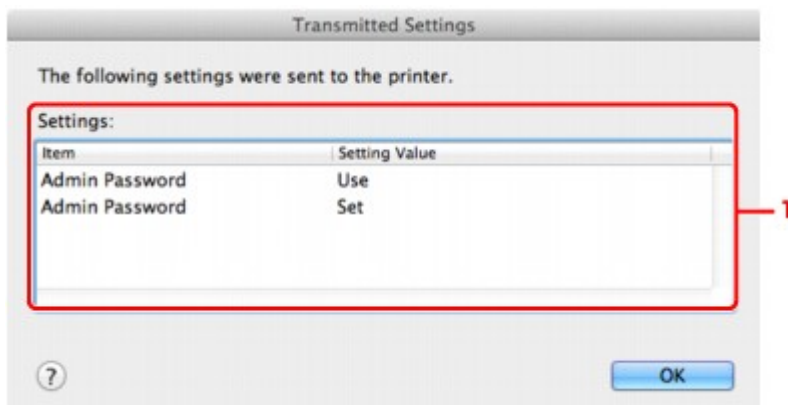 Transmitted Settings
The following settings were sent to the printer.
Settings:
Item Setting Value
Admin Password Use
Admin Password Set
1
?
OK